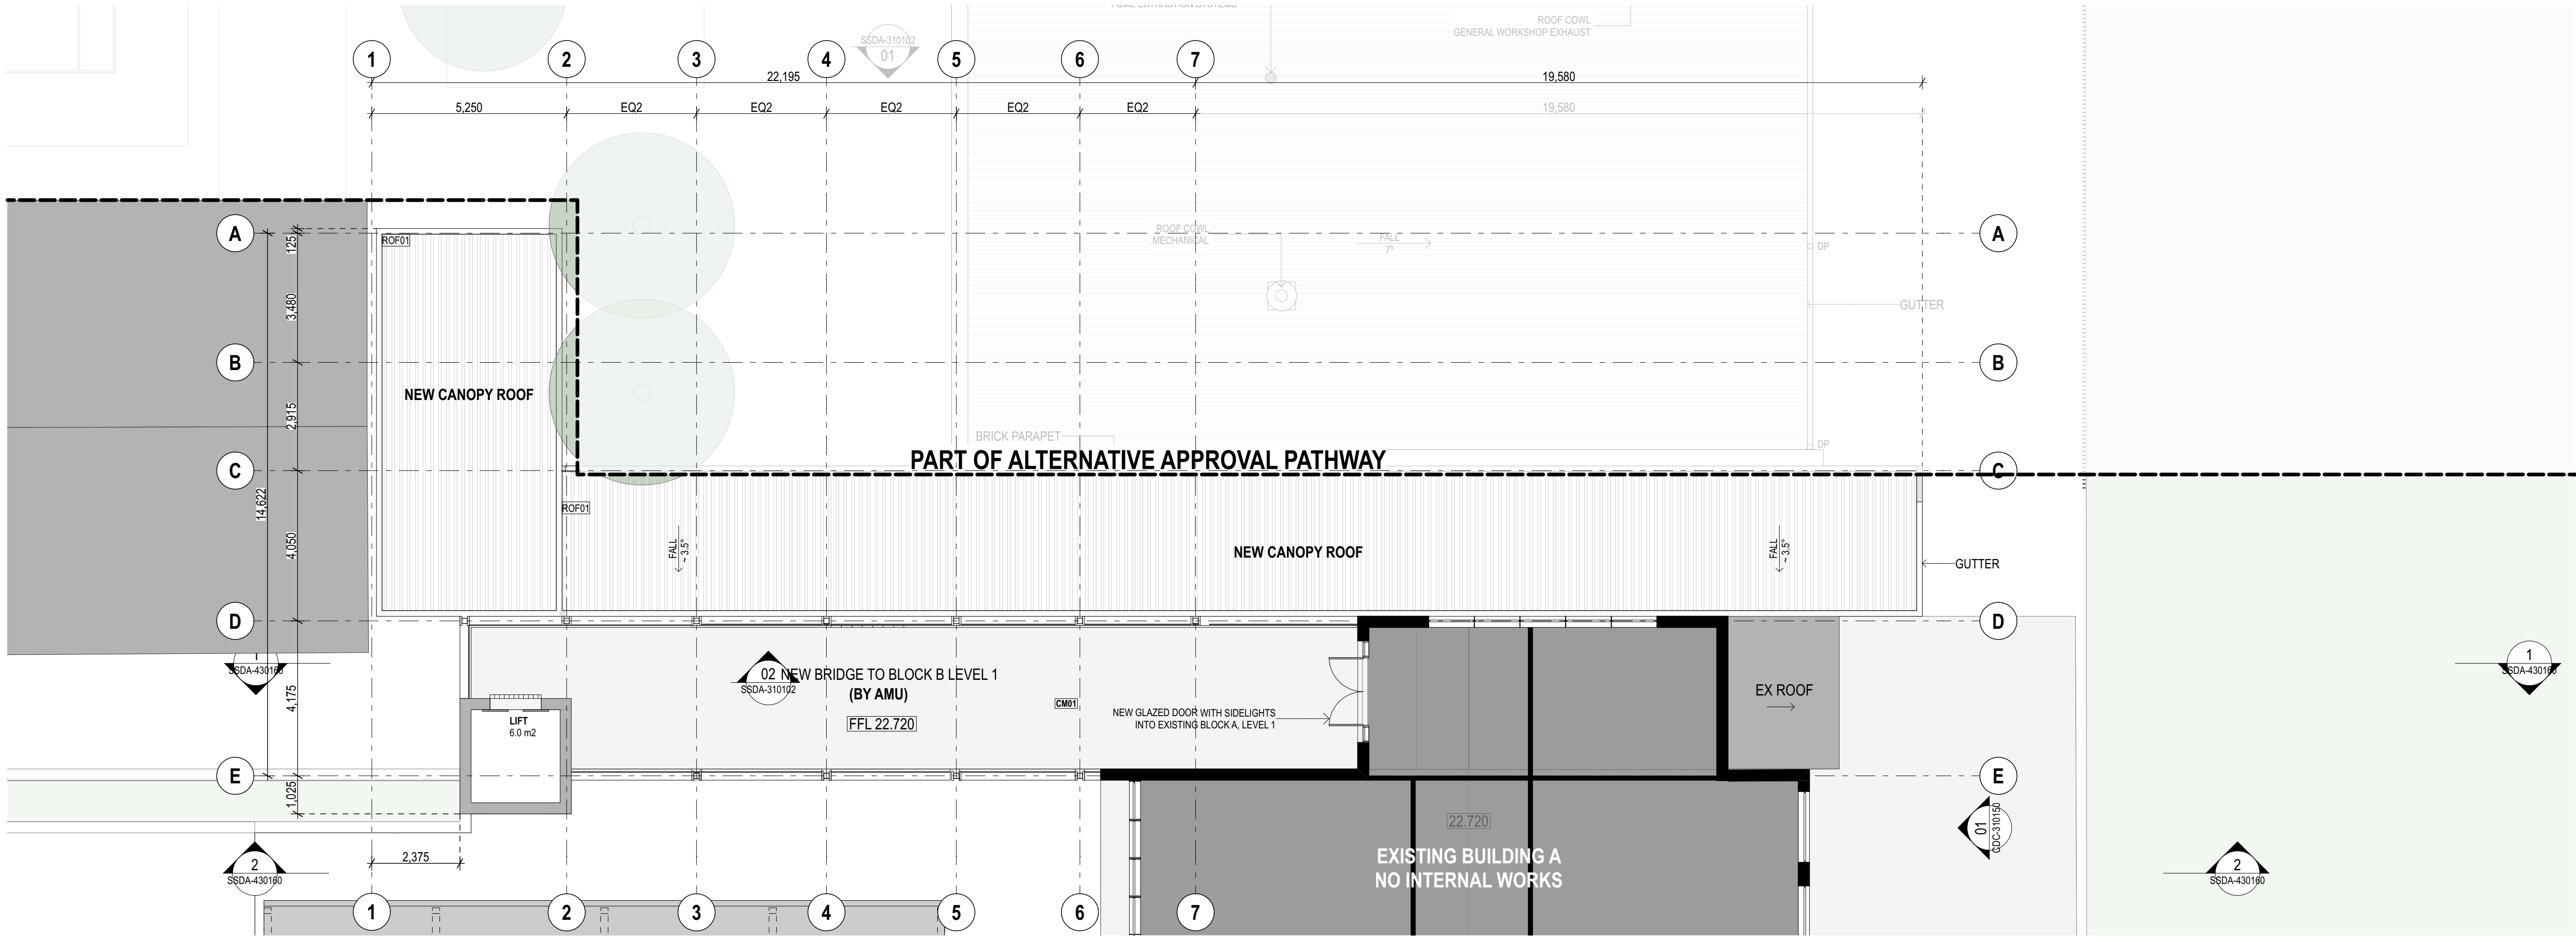 ROOF COWL
GENERAL WORKSHOP EXHAUST
SSDA-310102
01
1
2
3
4
5
6
7
22,195
19,580
5,250
EQ2
EQ2
EQ2
EQ2
EQ2
19,580
A
125
ROF01
ROOF COWL
MECHANICAL
FALL
7°
DP
A
3,480
GUTTER
B
B
NEW CANOPY ROOF
2,915
BRICK PARAPET
DP
PART OF ALTERNATIVE APPROVAL PATHWAY
C
C
14,622
ROF01
4,050
FALL
~ 3.5°
NEW CANOPY ROOF
FALL
~ 3.5°
GUTTER
D
D
1
SSDA-430160
02
SSDA-310102
NEW BRIDGE TO BLOCK B LEVEL 1
(BY AMU)
1
SSDA-430160
4,175
EX ROOF
CM01
LIFT
6.0 m2
FFL 22.720
NEW GLAZED DOOR WITH SIDELIGHTS
INTO EXISTING BLOCK A, LEVEL 1
E
E
1,025
22.720
01
CDCC-310150
2,375
EXISTING BUILDING A
NO INTERNAL WORKS
2
SSDA-430160
2
SSDA-430160
1
2
3
4
5
6
7